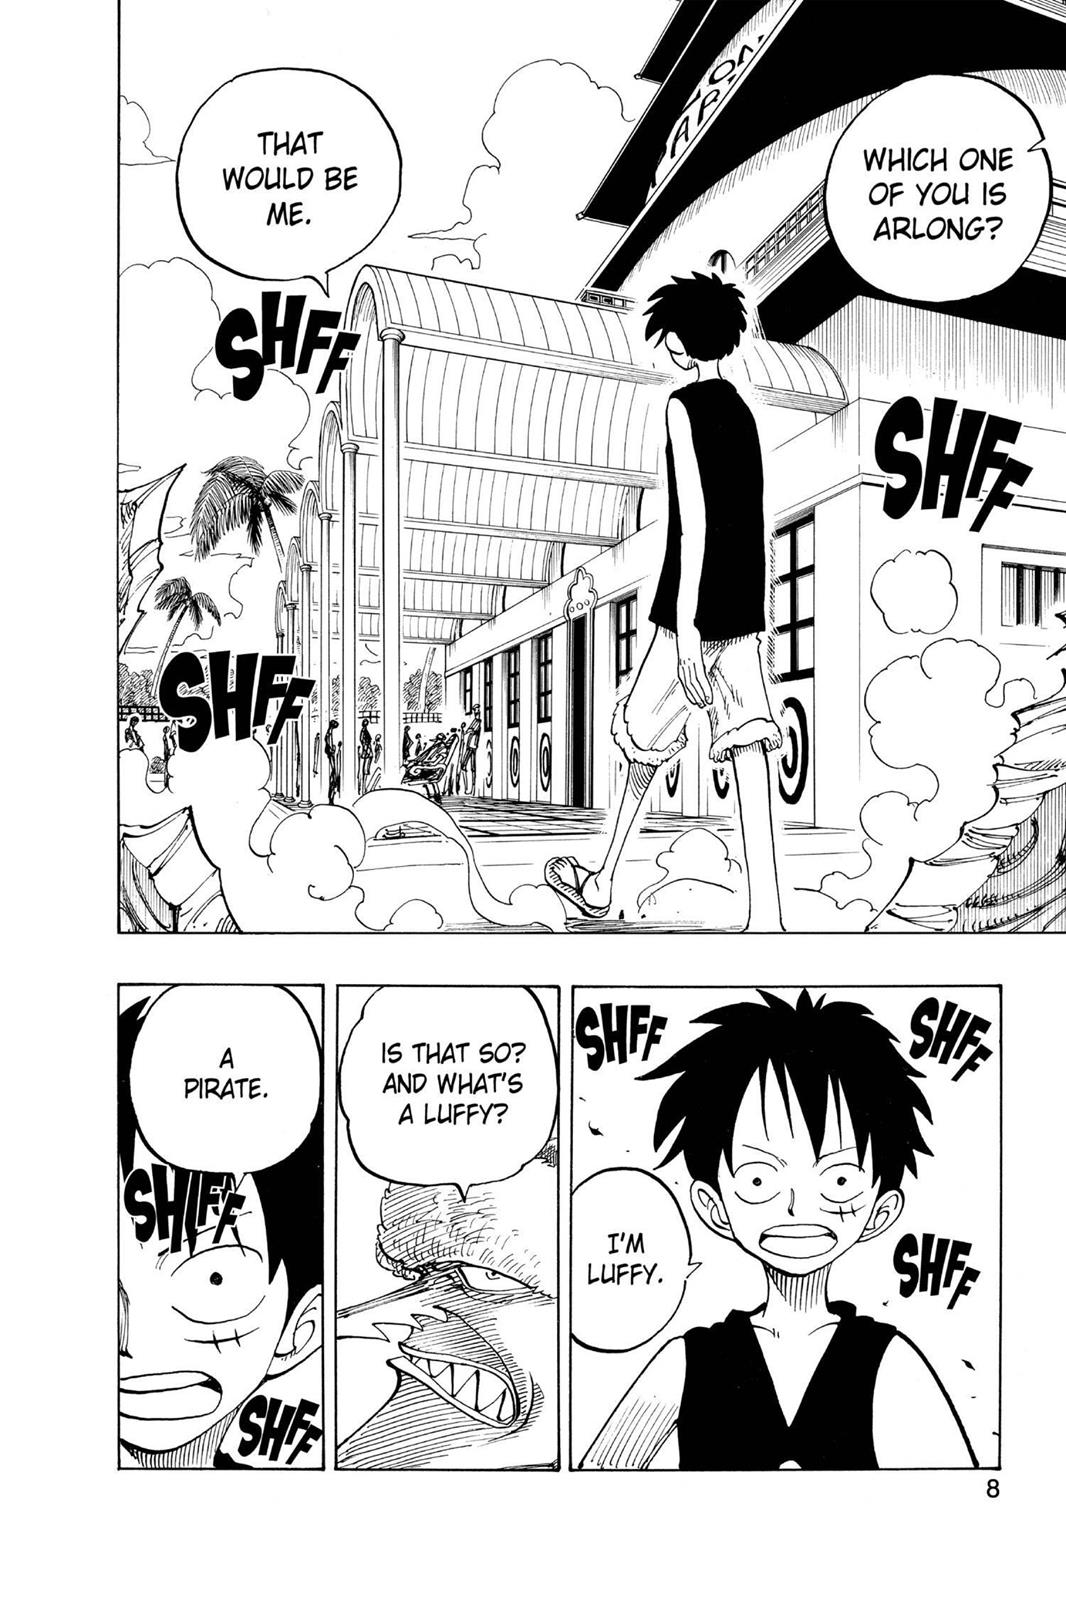 WHICH ONE
OF YOU IS
ARLONG?
THAT
WOULD BE
ME.
SHFF
SHFF
SHFF
SHFF
SHFF
I'M
LUFFY.
SHFF
IS THAT SO?
AND WHAT'S
A LUFFY?
A
PIRATE.
SHFF
SHFF
8